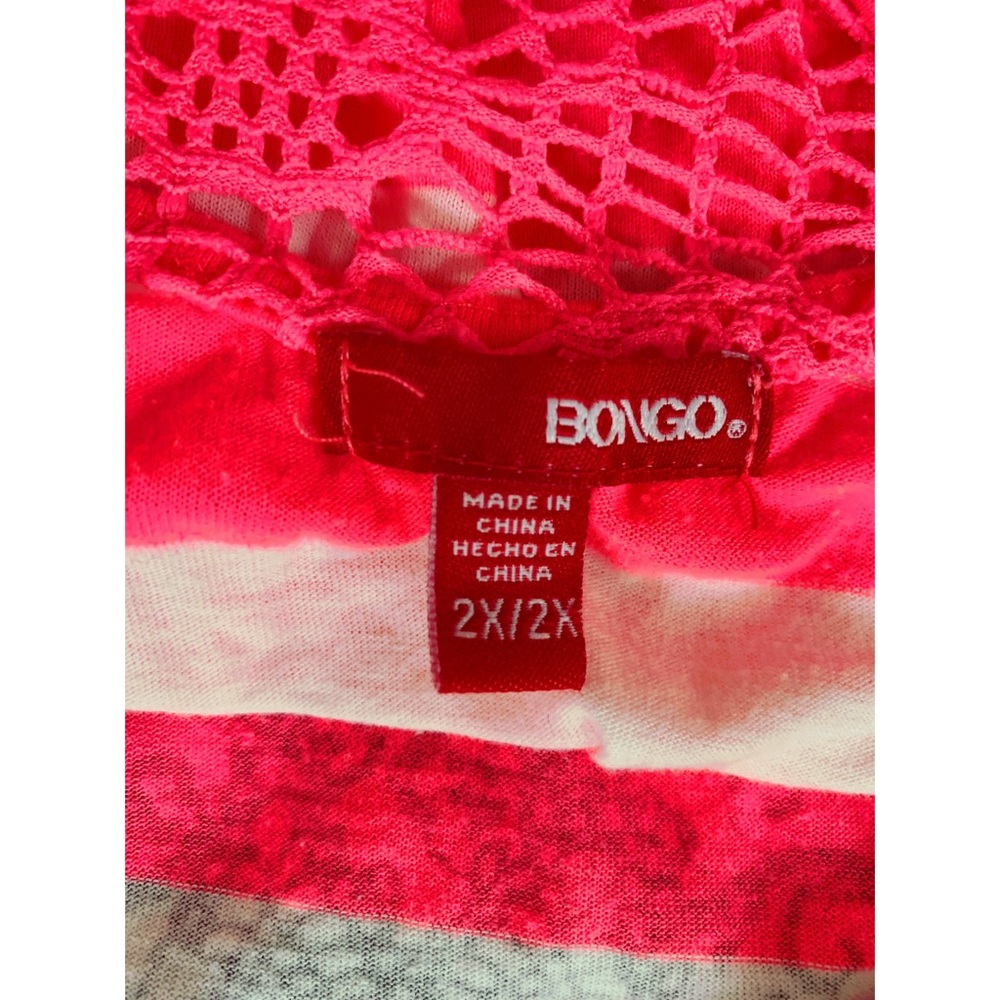 BONGO®
MADE IN
CHINA
HECHO EN
CHINA
2X/2X